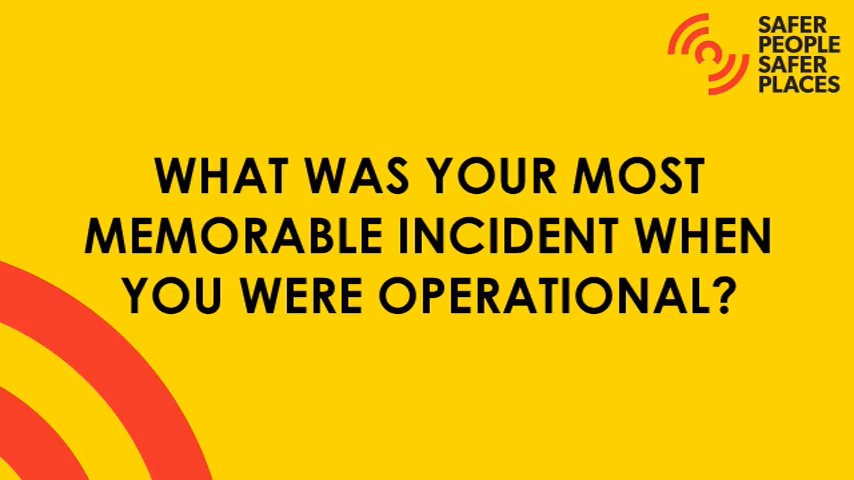 SAFER
PEOPLE
SAFER
PLACES
WHAT WAS YOUR MOST
MEMORABLE INCIDENT WHEN
YOU WERE OPERATIONAL?